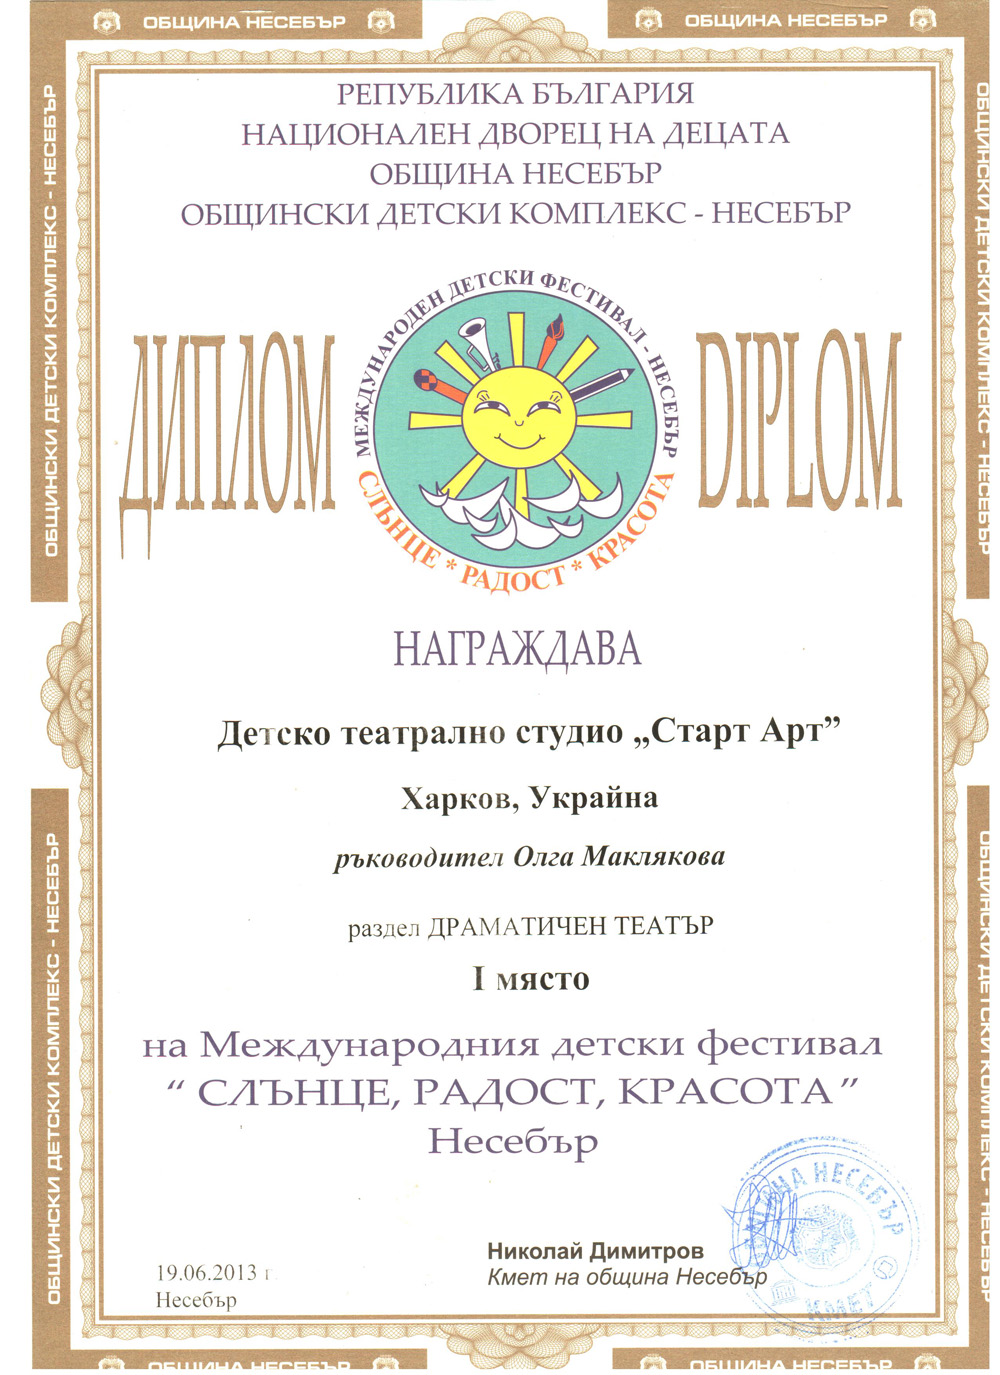 ОБЩИНА НЕСЕБЪР
ОБЩИНА НЕСЕБЪР
ОБЩИНСКИ ДЕТСКИ КОМПЛЕКС - НЕСЕБЪР
ОБЩИНСКИ ДЕТСКИ КОМПЛЕКС - НЕСЕБЪР
РЕПУБЛИКА БЪЛГАРИЯ
НАЦИОНАЛЕН ДВОРЕЦ НА ДЕЦАТА
ОБЩИНА НЕСЕБЪР
ОБЩИНСКИ ДЕТСКИ КОМПЛЕКС - НЕСЕБЪР
ДИПЛОМ
МЕЖДУНАРОДЕН ДЕТСКИ ФЕСТИВАЛ - НЕСЕБЪР
СЛЪНЦЕ * РАДОСТ * КРАСОТА
DIPLOM
НАГРАЖДАВА
Детско театрално студио „Старт Арт”
Харков, Украйна
ръководител Олга Маклякова
раздел ДРАМАТИЧЕН ТЕАТЪР
I място
на Международния детски фестивал
“ СЛЪНЦЕ, РАДОСТ, КРАСОТА ”
Несебър
ОБЩИНСКИ ДЕТСКИ КОМПЛЕКС - НЕСЕБЪР
ОБЩИНСКИ ДЕТСКИ КОМПЛЕКС - НЕСЕБЪР
ОБЩИНА НЕСЕБЪР
КМЕТ
Николай Димитров
Кмет на община Несебър
19.06.2013 г.
Несебър
ОБЩИНА НЕСЕБЪР
ОБЩИНА НЕСЕБЪР